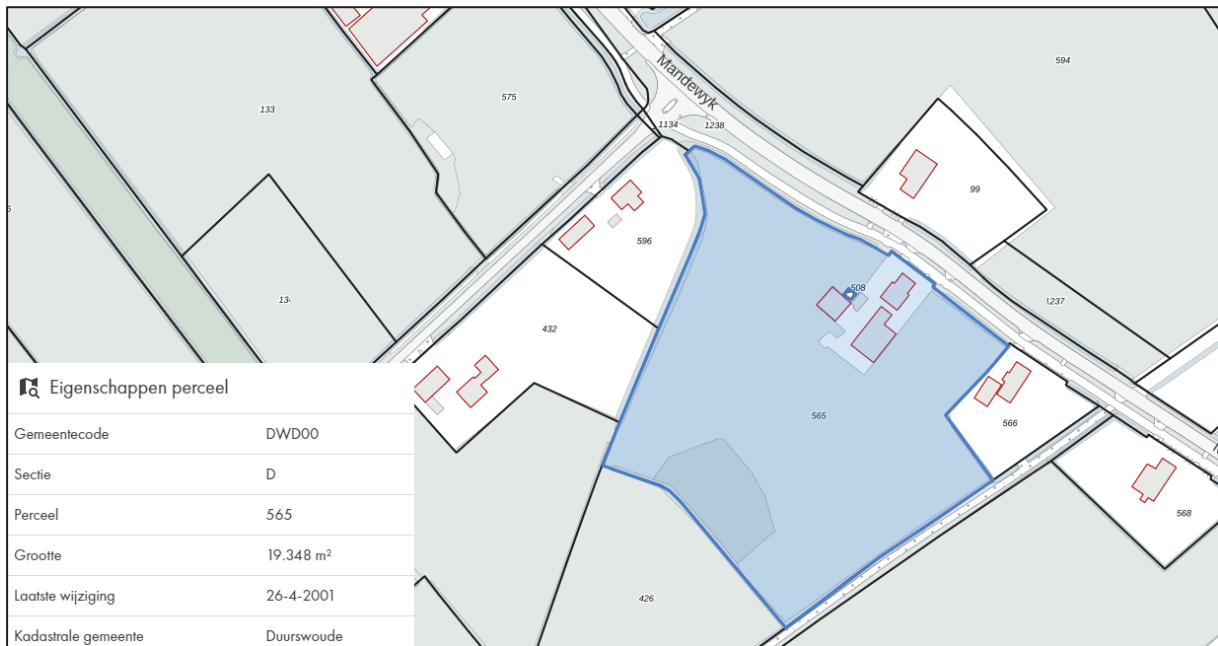 594
Mandewyk
133
575
1134
1238
99
596
508
1237
13
432
565
566
568
426
Eigenschappen perceel
Gemeentecode DWD00
Sectie D
Perceel 565
Grootte 19.348 m²
Laatste wijziging 26-4-2001
Kadastrale gemeente Duurswoude